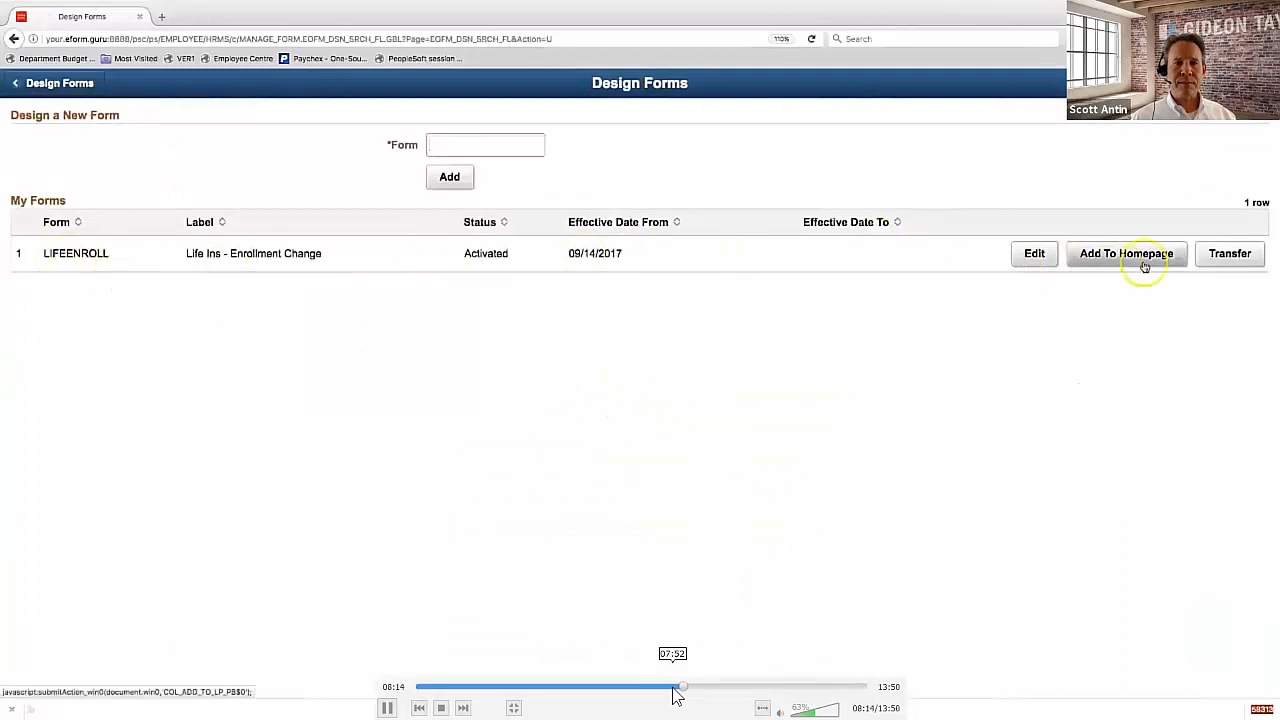 Design Forms
your.eform.guru:8888/psc/ps/EMPLOYEE/HRMS/c/MANAGE_FORM.EOFM_DSN_SRCH_FL.GBL?Page=EOFM_DSN_SRCH_FL&Action=U
110%
Search
Department Budget ...
Most Visited
VER1
Employee Centre
Paychex - One-Sou...
PeopleSoft session ...
GIDEON TAY
Scott Antin
Design Forms
Design Forms
Design a New Form
*Form
Add
My Forms
1 row
Form Label Status Effective Date From Effective Date To
1 LIFEENROLL Life Ins - Enrollment Change Activated 09/14/2017 Edit Add To Homepage Transfer
07:52
08:14
13:50
javascript:submitAction_win0(document.win0,'COL_ADD_TO_LP_PB$0');
63%
08:14/13:50
58313